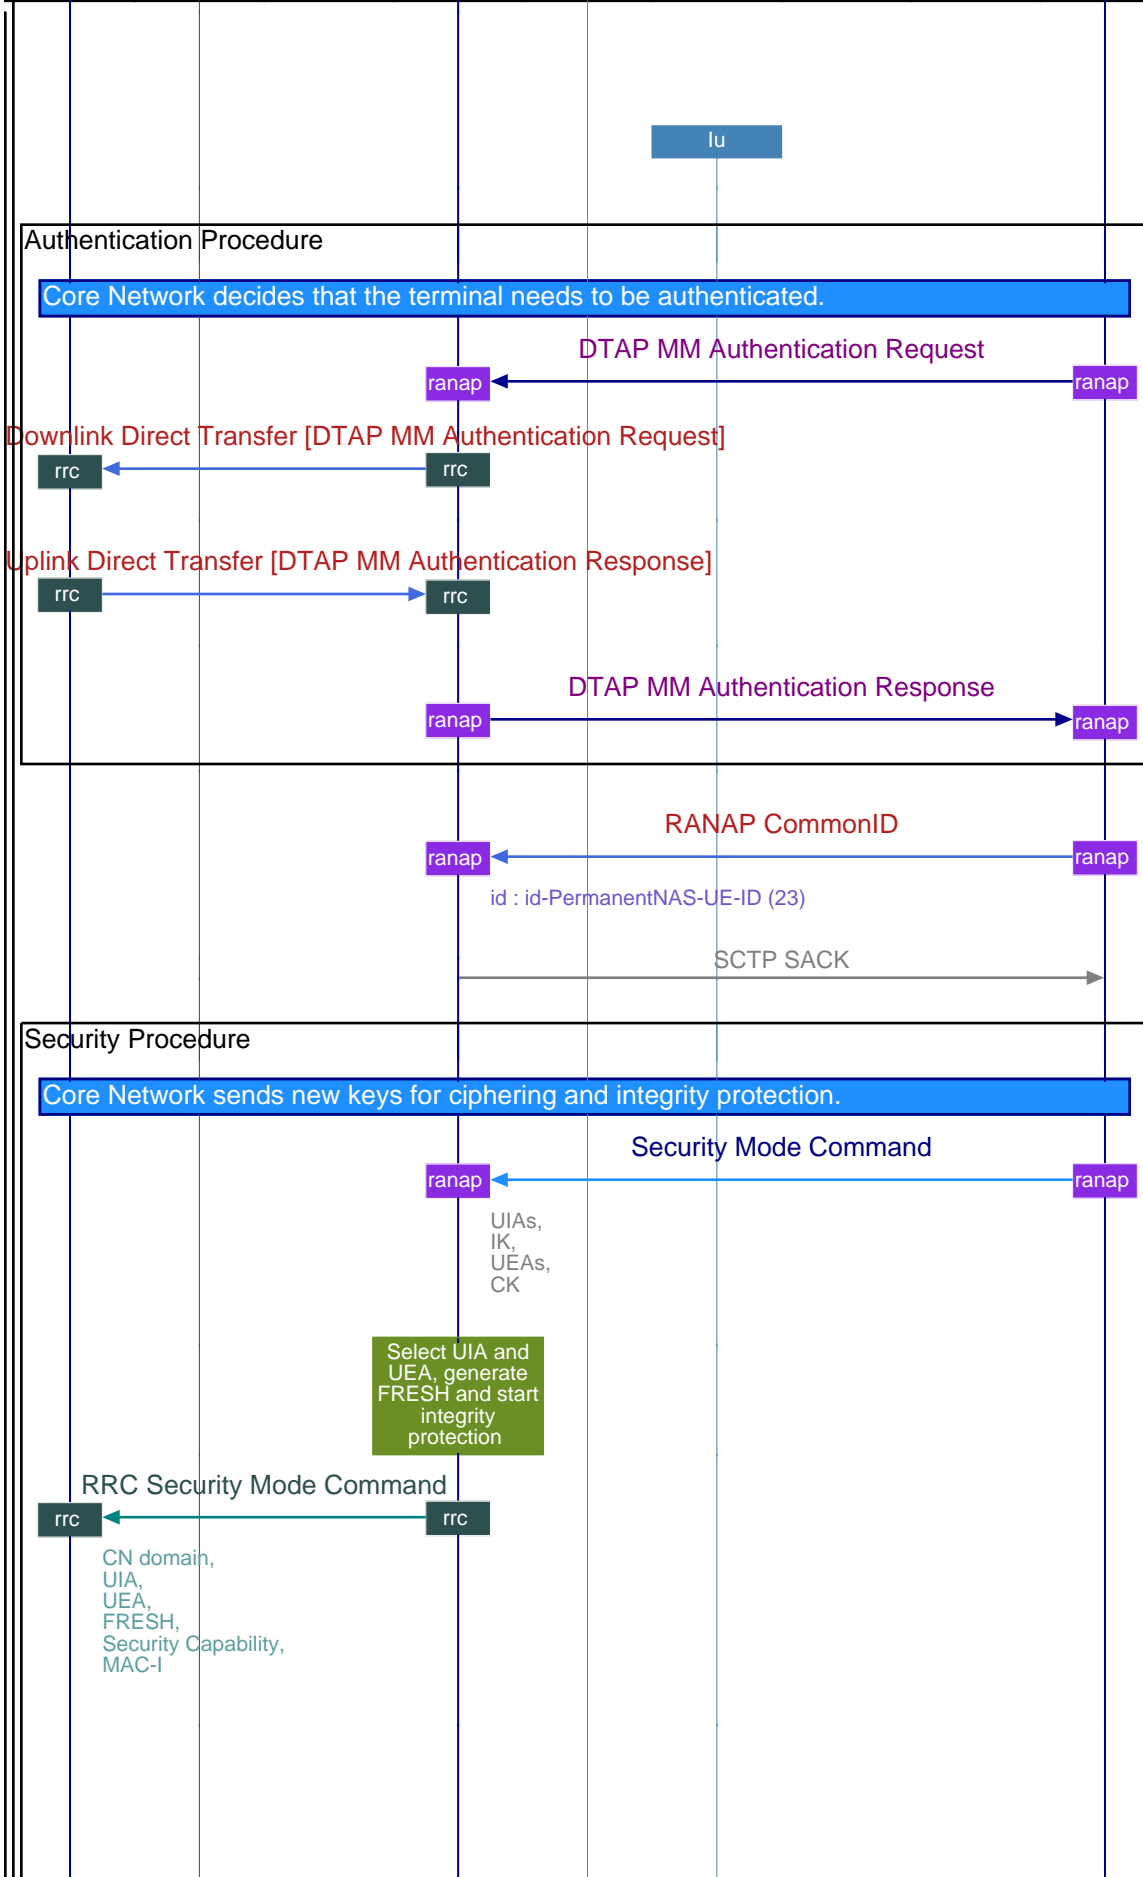 Iu
Authentication Procedure
Core Network decides that the terminal needs to be authenticated.
DTAP MM Authentication Request
ranap
ranap
Downlink Direct Transfer [DTAP MM Authentication Request]
rrc
rrc
Uplink Direct Transfer [DTAP MM Authentication Response]
rrc
rrc
DTAP MM Authentication Response
ranap
ranap
RANAP CommonID
ranap
ranap
id : id-PermanentNAS-UE-ID (23)
SCTP SACK
Security Procedure
Core Network sends new keys for ciphering and integrity protection.
Security Mode Command
ranap
ranap
UIAs,
IK,
UEAs,
CK
Select UIA and
UEA, generate
FRESH and start
integrity
protection
RRC Security Mode Command
rrc
rrc
CN domain,
UIA,
UEA,
FRESH,
Security Capability,
MAC-I